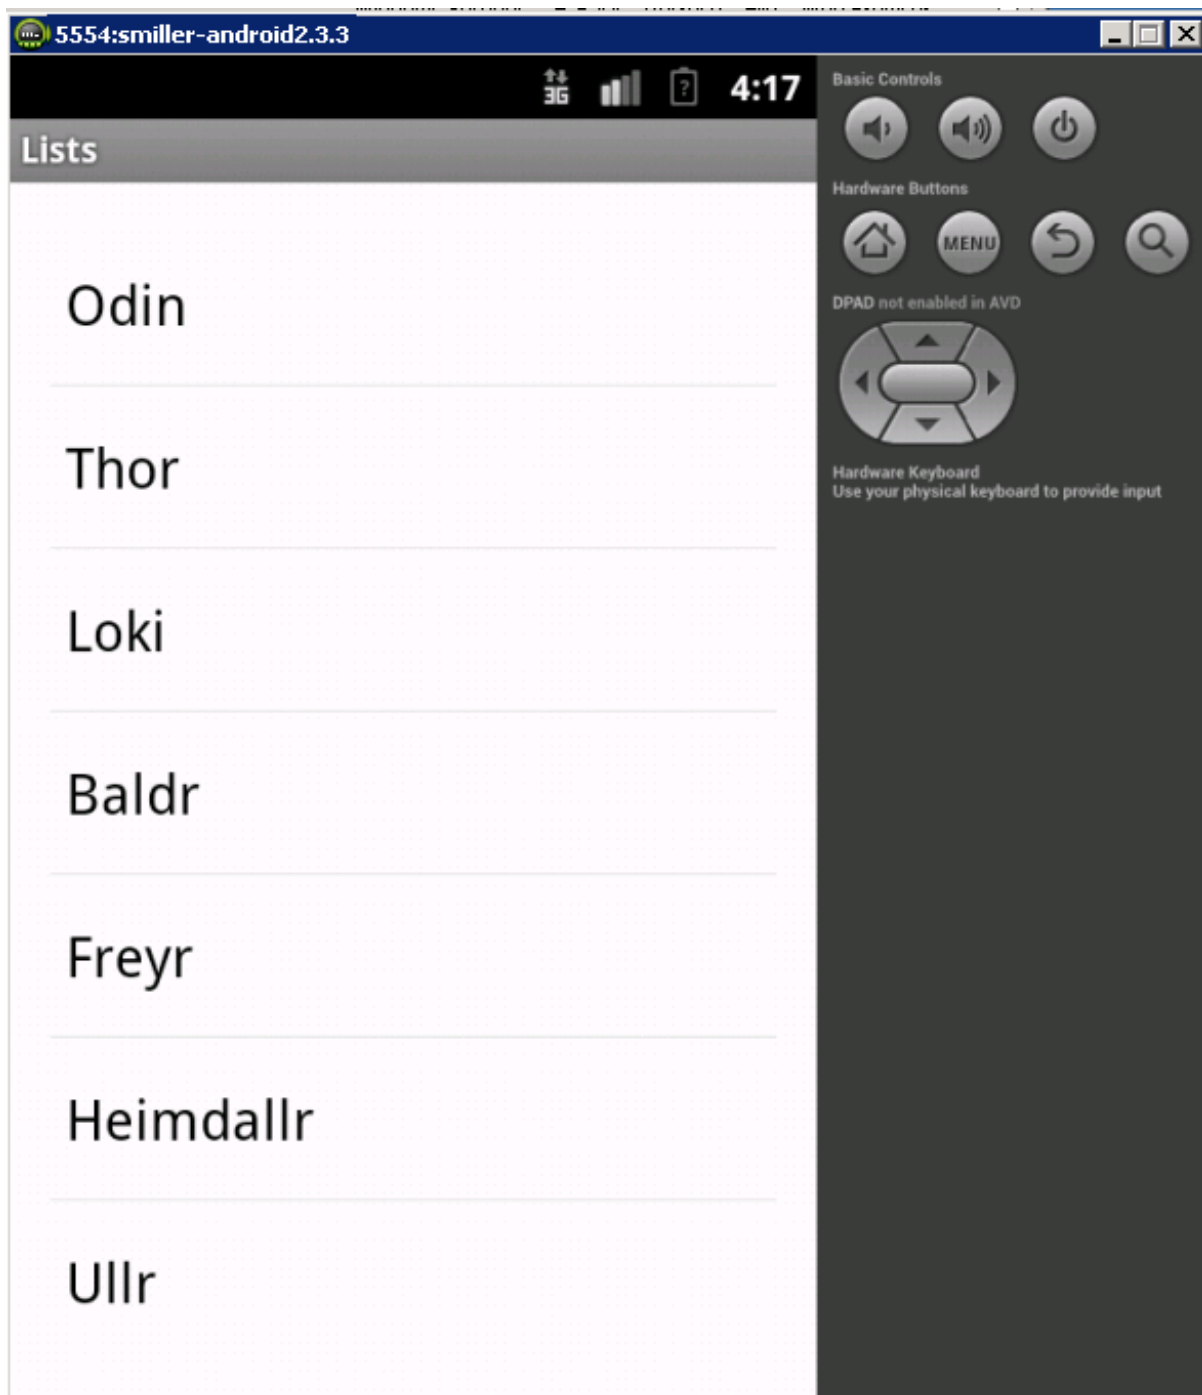 5554:smiller-android2.3.3
3G 4:17
Lists
Odin
Thor
Loki
Baldr
Freyr
Heimdallr
Ullr
Basic Controls
Hardware Buttons
MENU
DPAD not enabled in AVD
Hardware Keyboard
Use your physical keyboard to provide input